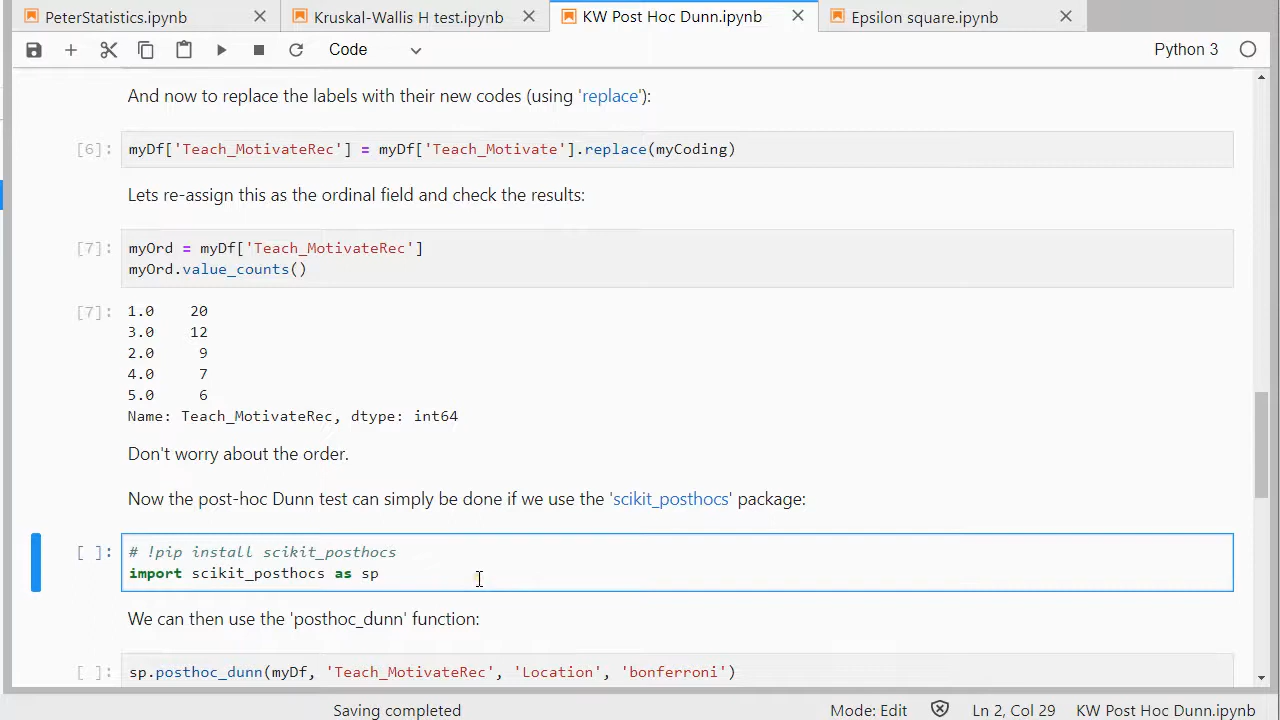 PeterStatistics.ipynb
Kruskal-Wallis H test.ipynb
KW Post Hoc Dunn.ipynb
Epsilon square.ipynb
Code
Python 3
And now to replace the labels with their new codes (using 'replace'):
[6]: myDf['Teach_MotivateRec'] = myDf['Teach_Motivate'].replace(myCoding)
Lets re-assign this as the ordinal field and check the results:
[7]: myOrd = myDf['Teach_MotivateRec']
myOrd.value_counts()
[7]: 1.0 20
3.0 12
2.0 9
4.0 7
5.0 6
Name: Teach_MotivateRec, dtype: int64
Don't worry about the order.
Now the post-hoc Dunn test can simply be done if we use the 'scikit_posthocs' package:
[ ]: # !pip install scikit_posthocs
import scikit_posthocs as sp
We can then use the 'posthoc_dunn' function:
[ ]: sp.posthoc_dunn(myDf, 'Teach_MotivateRec', 'Location', 'bonferroni')
Saving completed
Mode: Edit
Ln 2, Col 29
KW Post Hoc Dunn.ipynb